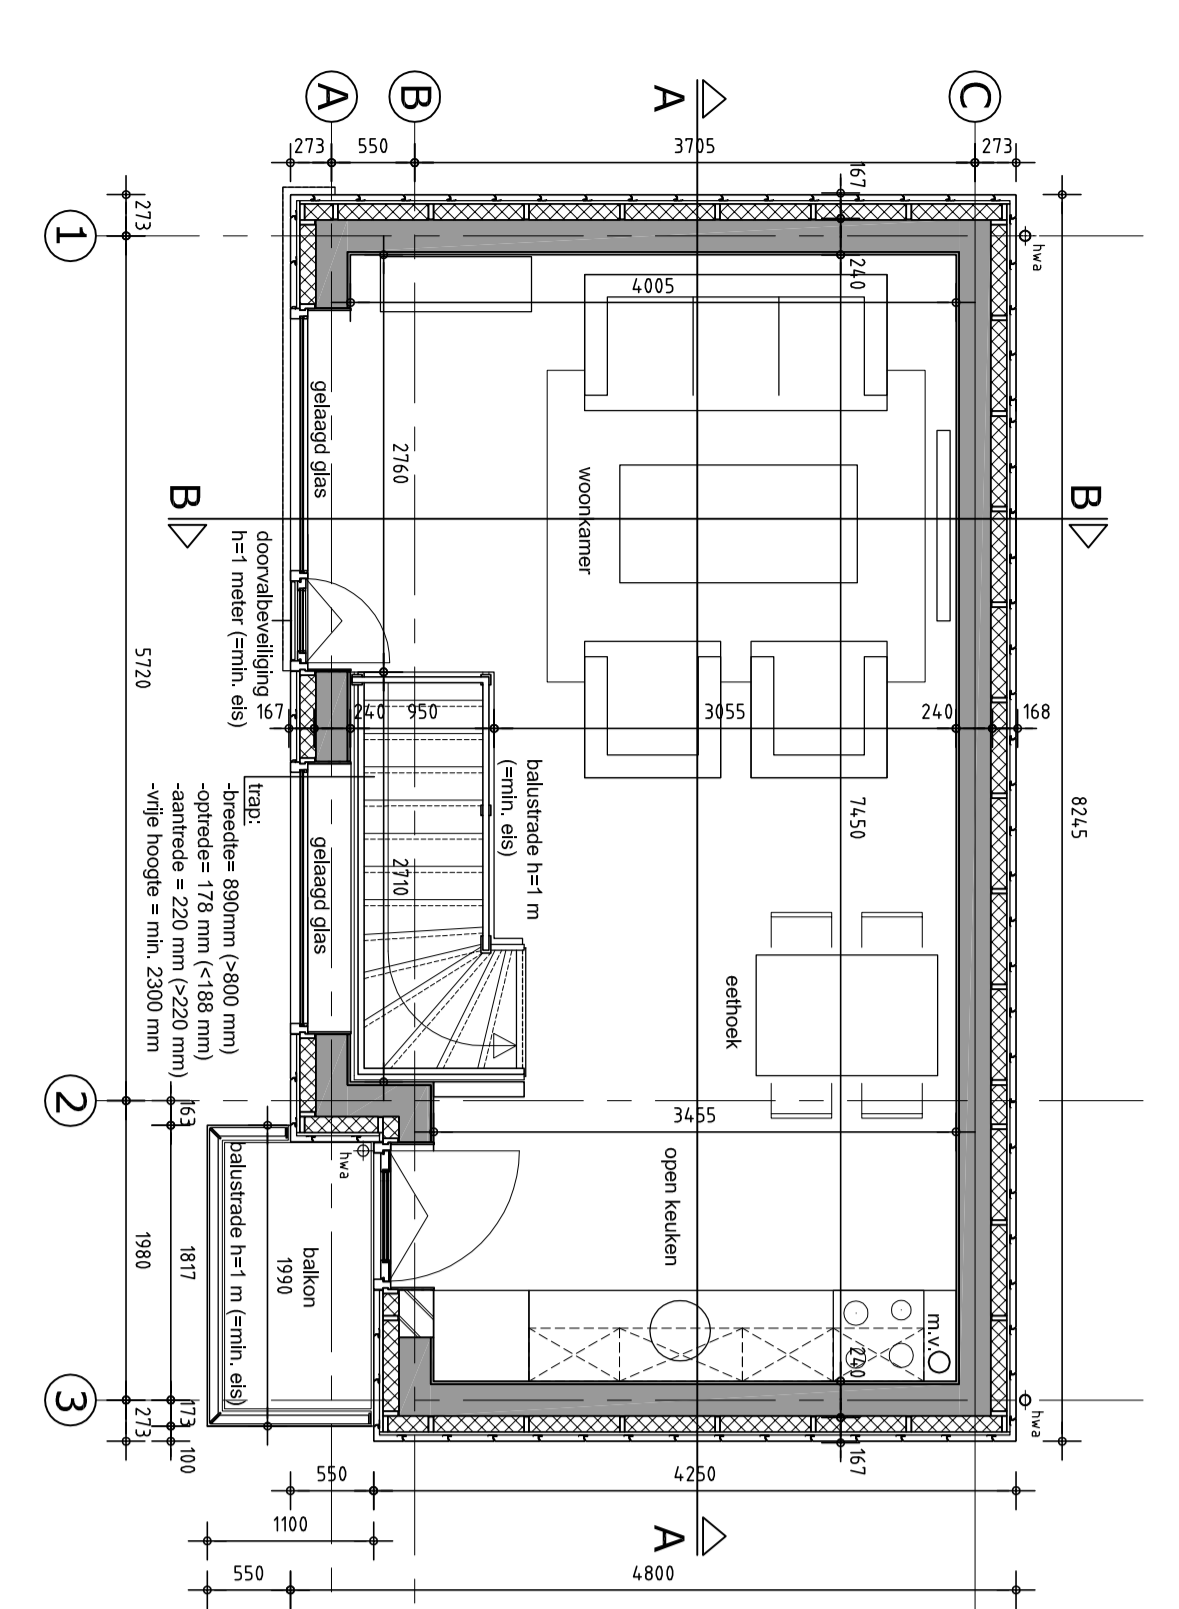 A
B
A
C
273
550
3705
273
273
167
1
hwa
240
4005
gelaagd glas
2760
woonkamer
B
B
doorvalbeveiliging
h=1 meter (=min. eis)
5720
167
240
950
3055
240
168
balustrade h=1 m
(=min. eis)
7450
8245
trap:
-breedte= 890mm (>800 mm)
-optrede= 178 mm (<188 mm)
-aantrede = 220 mm (>220 mm)
-vrije hoogte = min. 2300 mm
gelaagd glas
2710
eethoek
2
163
3455
hwa
open keuken
balustrade h=1 m (=min. eis)
balkon
1990
1980
1817
m.v.
240
3
173
273
100
hwa
167
550
4250
1100
A
550
4800